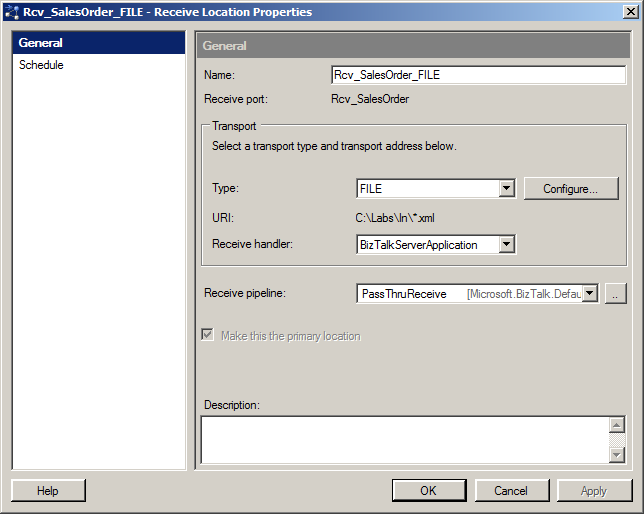 Rcv_SalesOrder_FILE - Receive Location Properties
General
Schedule
General
Name: Rcv_SalesOrder_FILE
Receive port: Rcv_SalesOrder
Transport
Select a transport type and transport address below.
Type: FILE Configure...
URI: C:\Labs\In\*.xml
Receive handler: BizTalkServerApplication
Receive pipeline: PassThruReceive [Microsoft.BizTalk.Defau ..
Make this the primary location
Description:
Help OK Cancel Apply